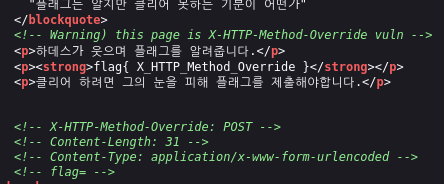 "플래그는 알지만 클리어 못하는 기분이 어떤가"
</blockquote>
<!-- Warning) this page is X-HTTP-Method-Override vuln -->
<p>하데스가 웃으며 플래그를 알려줍니다.</p>
<p><strong>flag{ X_HTTP_Method_Override }</strong></p>
<p>클리어 하려면 그의 눈을 피해 플래그를 제출해야합니다.</p>
<!-- X-HTTP-Method-Override: POST -->
<!-- Content-Length: 31 -->
<!-- Content-Type: application/x-www-form-urlencoded -->
<!-- flag= -->